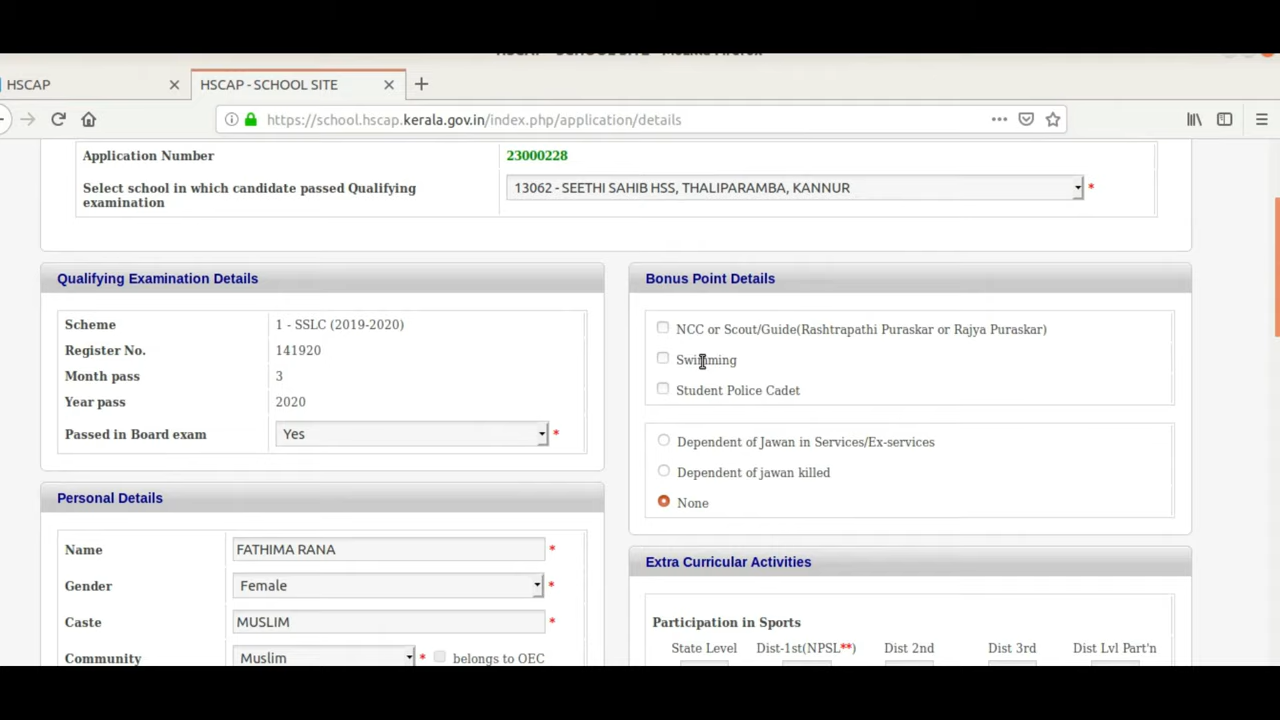 HSCAP - SCHOOL SITE - Mozilla Firefox
HSCAP
HSCAP - SCHOOL SITE
https://school.hscap.kerala.gov.in/index.php/application/details
Application Number
23000228
Select school in which candidate passed Qualifying
examination
13062 - SEETHI SAHIB HSS, THALIPARAMBA, KANNUR
*
Qualifying Examination Details
Scheme
1 - SSLC (2019-2020)
Register No.
141920
Month pass
3
Year pass
2020
Passed in Board exam
Yes
*
Personal Details
Name
FATHIMA RANA
*
Gender
Female
*
Caste
MUSLIM
*
Community
Muslim
*
belongs to OEC
Bonus Point Details
NCC or Scout/Guide(Rashtrapathi Puraskar or Rajya Puraskar)
Swimming
Student Police Cadet
Dependent of Jawan in Services/Ex-services
Dependent of jawan killed
None
Extra Curricular Activities
Participation in Sports
State Level
Dist-1st(NPSL**)
Dist 2nd
Dist 3rd
Dist Lvl Part'n